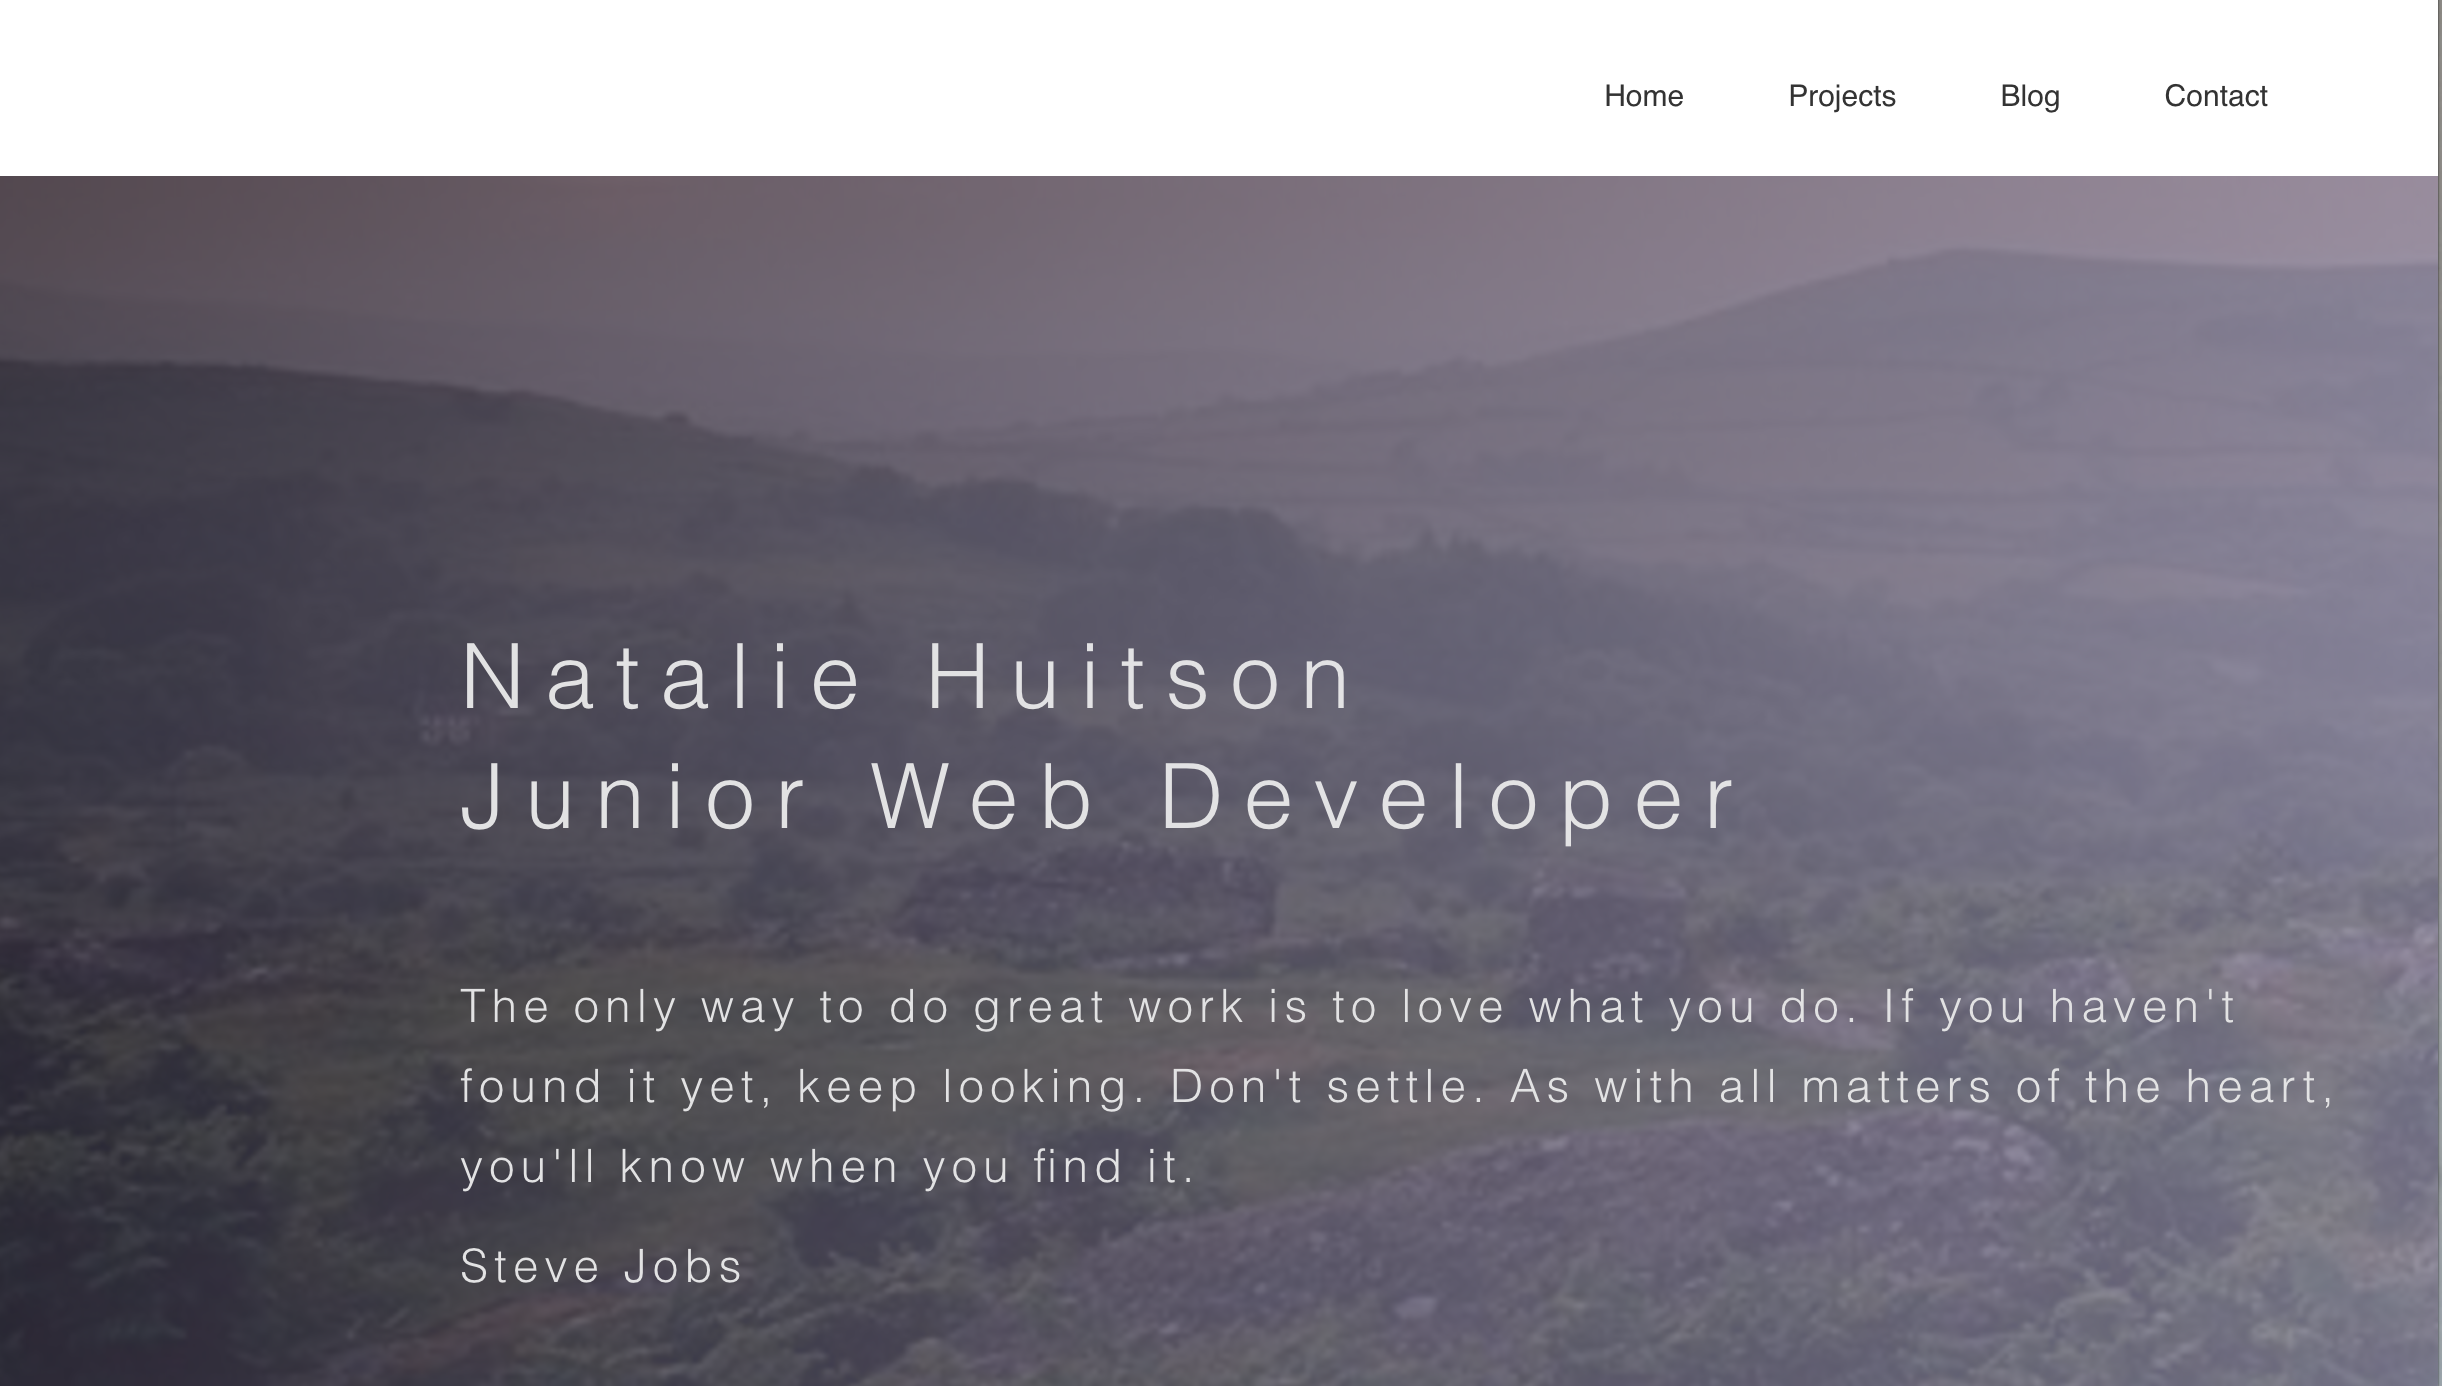 Home Projects Blog Contact
Natalie Huitson
Junior Web Developer
The only way to do great work is to love what you do. If you haven't
found it yet, keep looking. Don't settle. As with all matters of the heart,
you'll know when you find it.
Steve Jobs